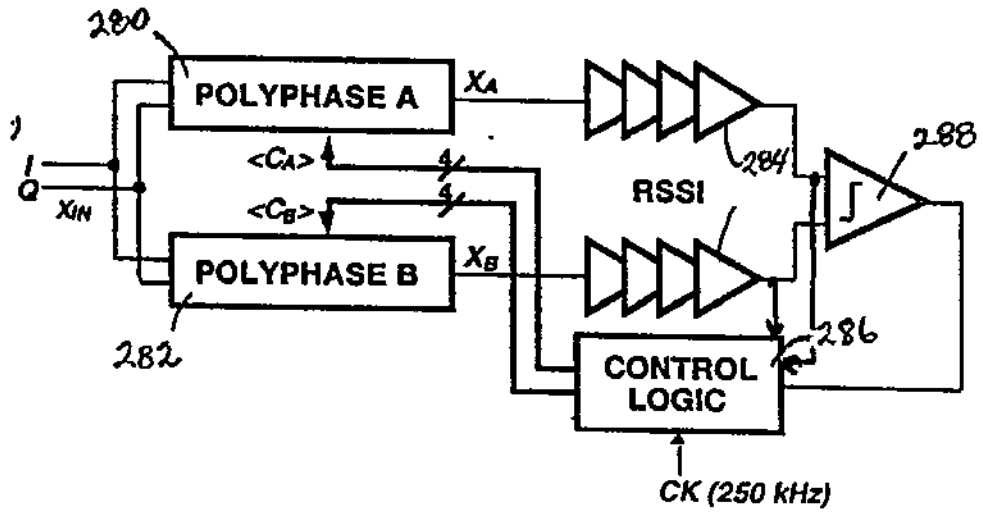 280
POLYPHASE A
XA
<CA>
4
I
Q
XIN
284
288
RSSI
4
<CB>
POLYPHASE B
XB
282
286
CONTROL
LOGIC
CK (250 kHz)